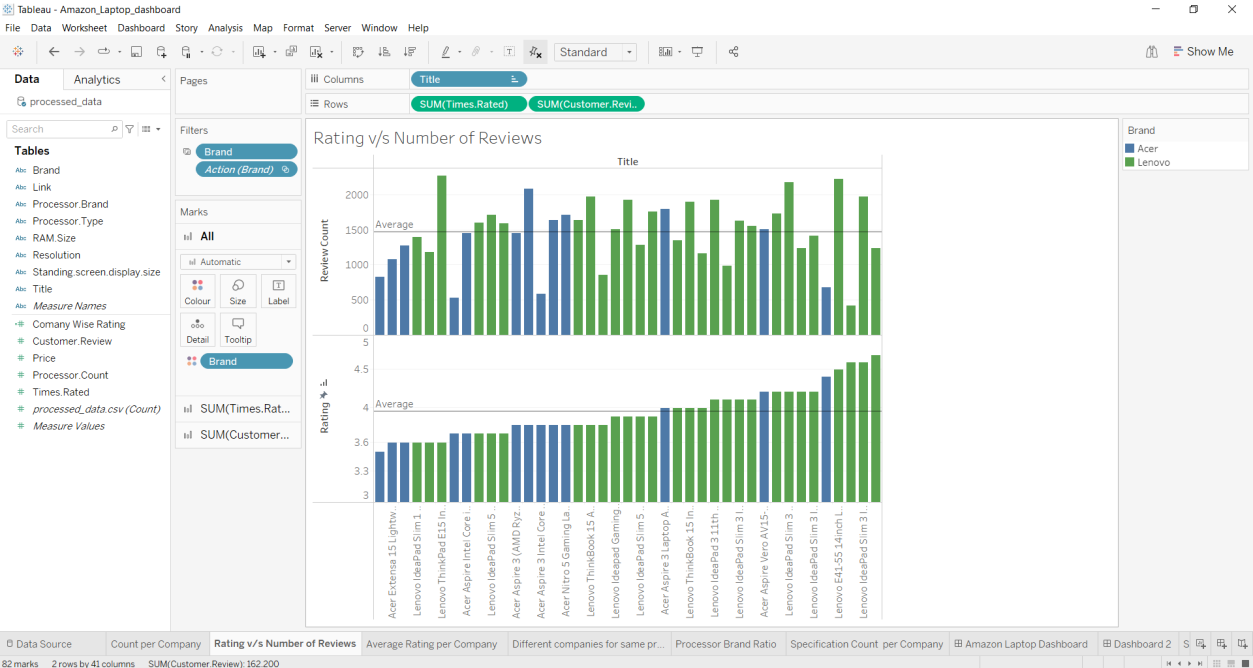 Tableau - Amazon_Laptop_dashboard
File Data Worksheet Dashboard Story Analysis Map Format Server Window Help
Standard
Show Me
Data Analytics
processed_data
Search
Tables
Abc Brand
Abc Link
Abc Processor.Brand
Abc Processor.Type
Abc RAM.Size
Abc Resolution
Abc Standing.screen.display.size
Abc Title
Abc Measure Names
Comany Wise Rating
Customer.Review
Price
Processor.Count
Times.Rated
processed_data.csv (Count)
Measure Values
Pages
Filters
Brand
Action (Brand)
Marks
All
Automatic
Colour Size Label
Detail Tooltip
Brand
SUM(Times.Rat...
SUM(Customer...
Columns Title
Rows SUM(Times.Rated) SUM(Customer.Revi..
Rating v/s Number of Reviews
Title
Review Count
2000
1500
1000
500
0
Average
Rating
5
4.5
4
3.6
3.3
3
Average
Acer Extensa 15 Lightw..
Lenovo IdeaPad Slim 1 ..
Lenovo ThinkPad E15 In..
Acer Aspire Intel Core i..
Lenovo IdeaPad Slim 5 ..
Acer Aspire 3 (AMD Ryz..
Acer Aspire 3 Intel Core ..
Acer Nitro 5 Gaming La..
Lenovo ThinkBook 15 A..
Lenovo Ideapad Gaming..
Lenovo IdeaPad Slim 5 ..
Acer Aspire 3 Laptop A..
Lenovo ThinkBook 15 In..
Lenovo IdeaPad 3 11th ..
Lenovo IdeaPad Slim 3 I..
Acer Aspire Vero AV15-..
Lenovo IdeaPad Slim 3 ..
Lenovo IdeaPad Slim 3 I..
Lenovo E41-55 14inch L..
Lenovo IdeaPad Slim 3 I..
Brand
Acer
Lenovo
Data Source Count per Company Rating v/s Number of Reviews Average Rating per Company Different companies for same pr... Processor Brand Ratio Specification Count per Company Amazon Laptop Dashboard Dashboard 2 S
82 marks 2 rows by 41 columns SUM(Customer.Review): 162.200